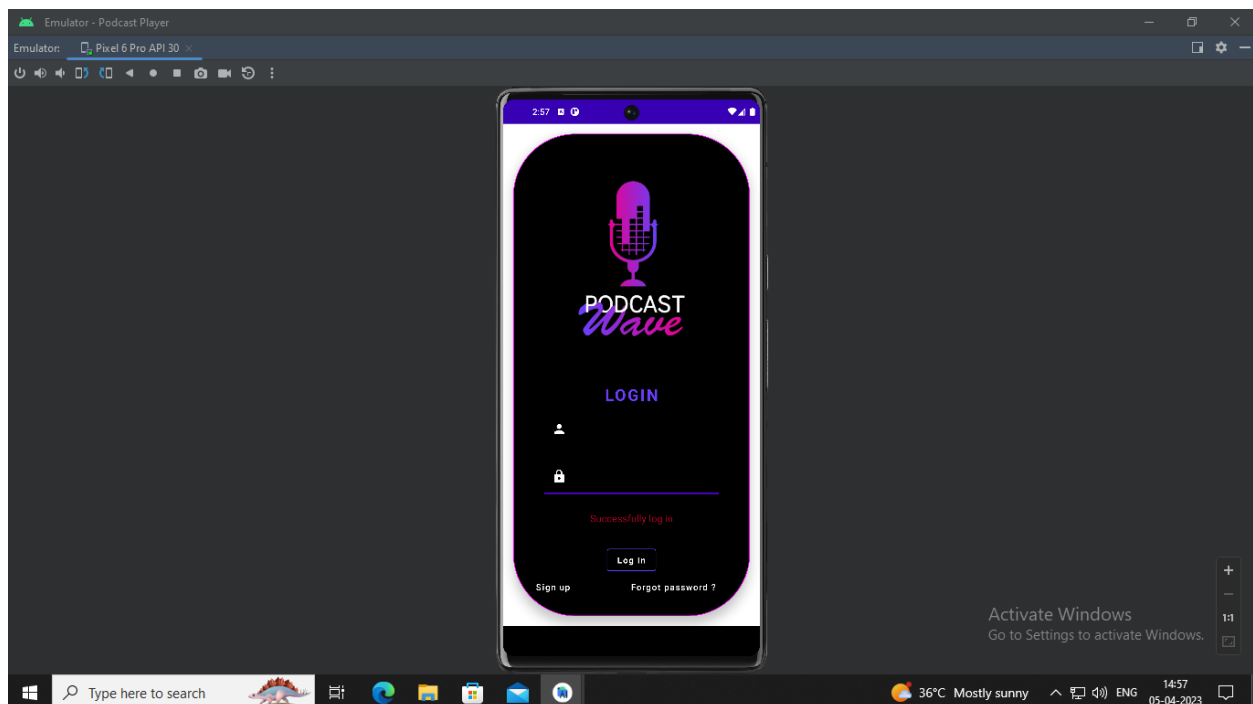 Emulator - Podcast Player
Emulator: Pixel 6 Pro API 30
2:57
PODCAST
Wave
LOGIN
Successfully log in
Log In
Sign up Forgot password ?
1:1
Activate Windows
Go to Settings to activate Windows.
Type here to search
36°C Mostly sunny
ENG
14:57
05-04-2023